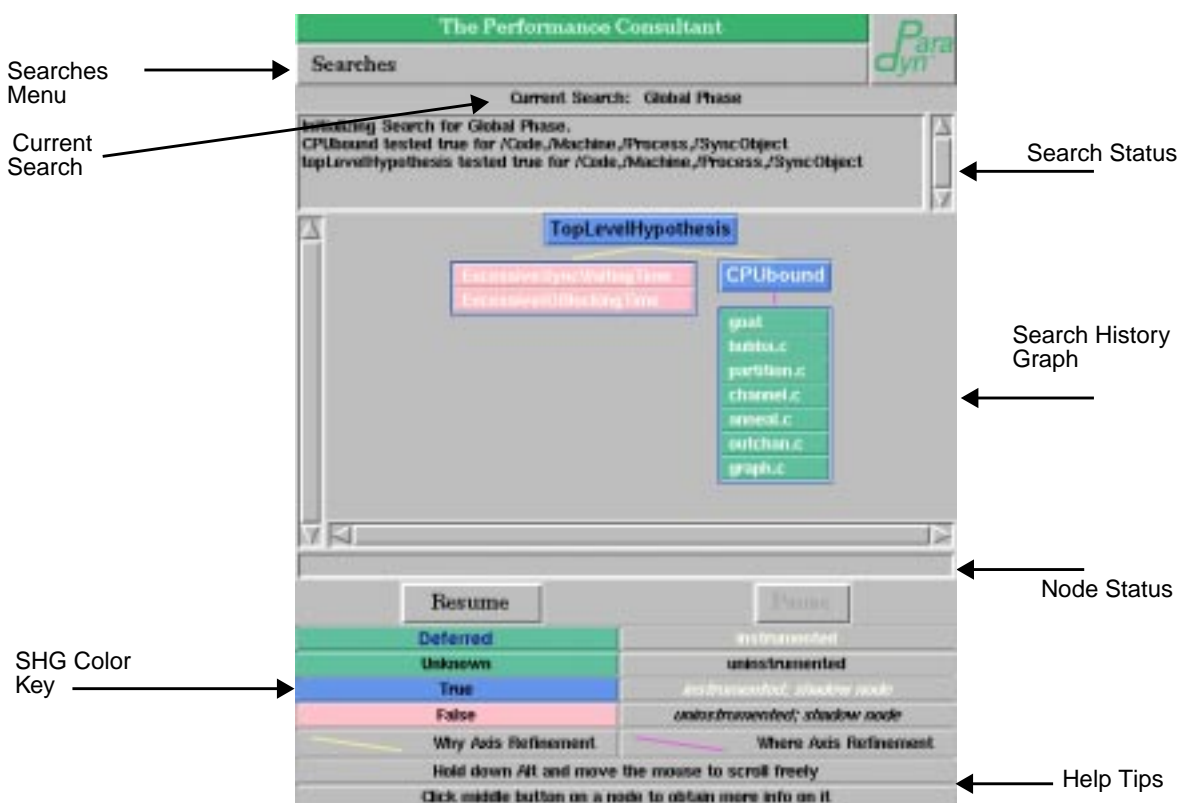 The Performance Consultant
Para
dyn
Searches
Menu
Searches
Current Search: Global Phase
Current
Search
Initializing Search for Global Phase.
CPUbound tested true for /Code,/Machine,/Process,/SyncObject
topLevelHypothesis tested true for /Code,/Machine,/Process,/SyncObject
Search Status
TopLevelHypothesis
ExcessiveSyncWaitingTime
ExcessiveIOBlockingTime
CPUbound
goat
bubba.c
partition.c
channel.c
anneal.c
outchan.c
graph.c
Search History
Graph
Node Status
Resume
Pause
SHG Color
Key
Deferred
instrumented
Unknown
uninstrumented
True
instrumented; shadow node
False
uninstrumented; shadow node
Why Axis Refinement
Where Axis Refinement
Hold down Alt and move the mouse to scroll freely
Click middle button on a node to obtain more info on it
Help Tips